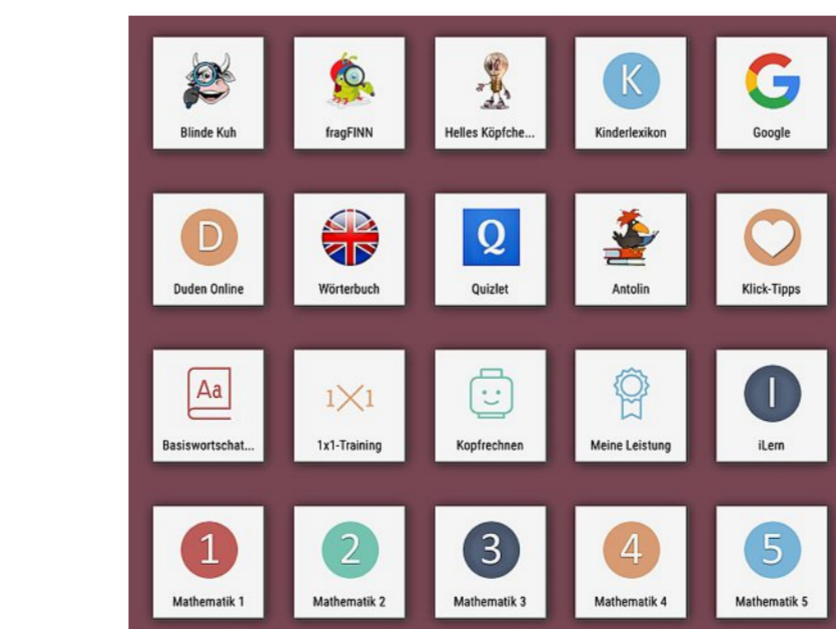 Blinde Kuh
fragFINN
Helles Köpfche...
K
Kinderlexikon
G
Google
D
Duden Online
Wörterbuch
Q
Quizlet
Antolin
Klick-Tipps
Aa
Basiswortschat...
1X1
1x1-Training
Kopfrechnen
Meine Leistung
I
iLern
1
Mathematik 1
2
Mathematik 2
3
Mathematik 3
4
Mathematik 4
5
Mathematik 5